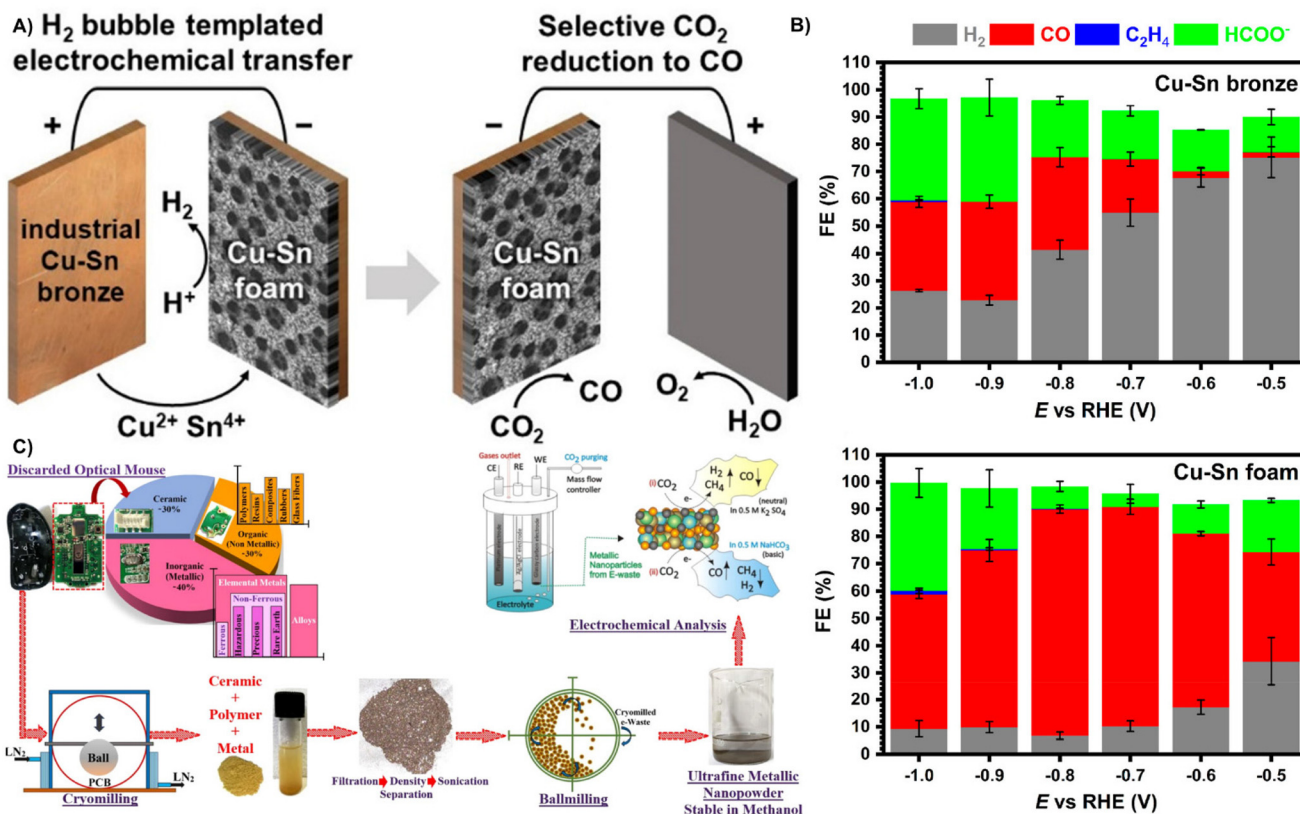 A)
H₂ bubble templated
electrochemical transfer
Selective CO₂
reduction to CO
+
−
−
+
industrial
Cu-Sn
bronze
H₂
H⁺
Cu-Sn
foam
Cu-Sn
foam
Cu²⁺ Sn⁴⁺
CO
CO₂
O₂
H₂O
B)
H₂ CO C₂H₄ HCOO⁻
Cu-Sn bronze
FE (%)
110
100
90
80
70
60
50
40
30
20
10
0
-1.0 -0.9 -0.8 -0.7 -0.6 -0.5
E vs RHE (V)
Cu-Sn foam
FE (%)
110
100
90
80
70
60
50
40
30
20
10
0
-1.0 -0.9 -0.8 -0.7 -0.6 -0.5
E vs RHE (V)
C)
Discarded Optical Mouse
Ceramic
~30%
Organic
(Non Metallic)
~30%
Inorganic
(Metallic)
~40%
Polymers
Resins
Composites
Rubbers
Glass Fibers
Elemental Metals
Non-Ferrous
Ferrous
Hazardous
Precious
Rare Earth
Alloys
LN₂
Ball
PCB
LN₂
Cryomilling
Ceramic
+
Polymer
+
Metal
Filtration Density Sonication
Separation
Cryomilled
e-Waste
Ballmilling
Ultrafine Metallic
Nanopowder
Stable in Methanol
Electrochemical Analysis
Gases outlet
CO₂ purging
CE RE WE
Mass flow
controller
Electrolyte
Metallic
Nanoparticles
from E-waste
(i) CO₂
e-
H₂
CH₄
CO
(neutral)
In 0.5 M K₂ SO₄
In 0.5 M NaHCO₃
(basic)
(ii) CO₂
e-
CO
CH₄
H₂